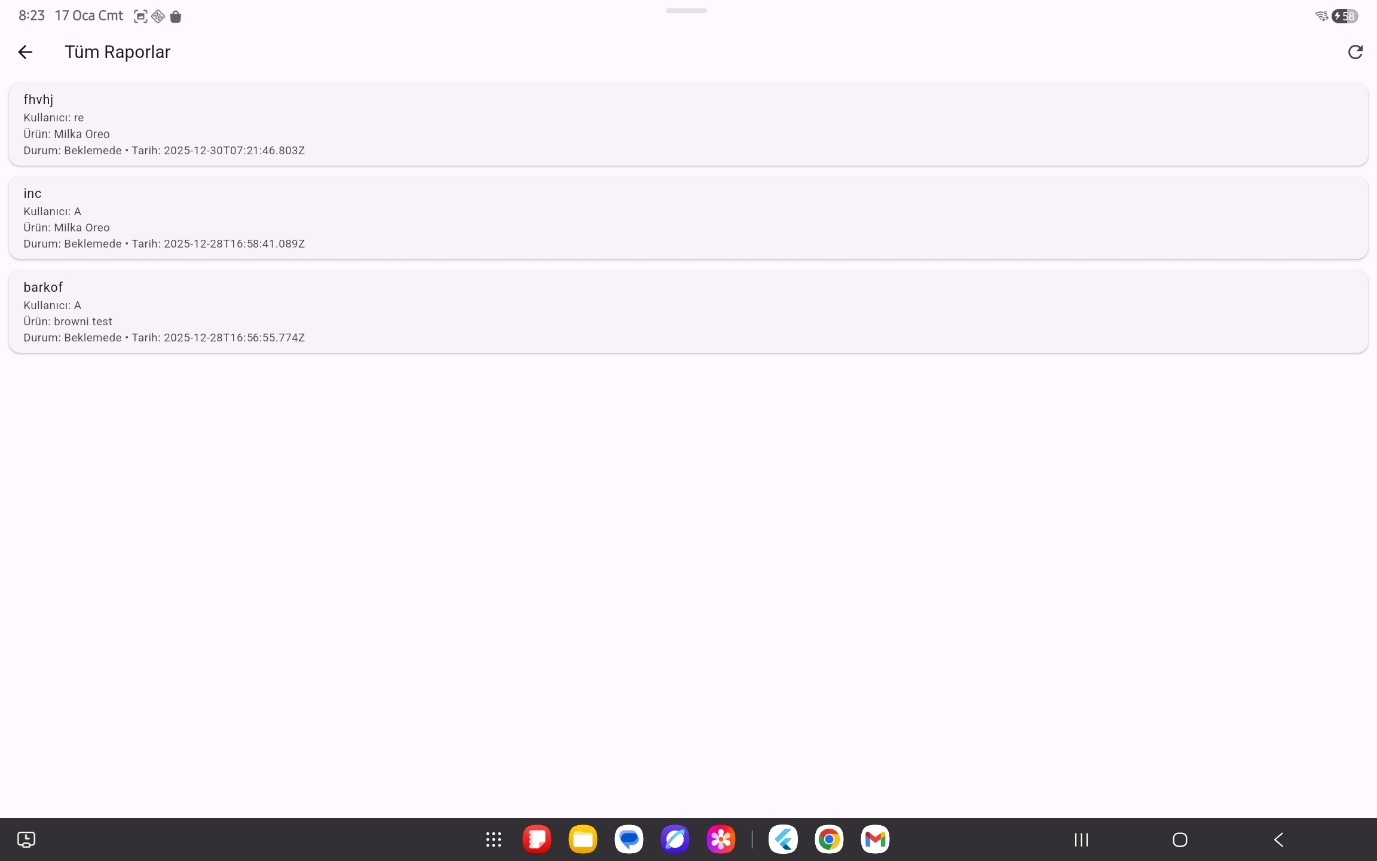 8:23 17 Oca Cmt
58
Tüm Raporlar
fhvhj
Kullanıcı: re
Ürün: Milka Oreo
Durum: Beklemede • Tarih: 2025-12-30T07:21:46.803Z
inc
Kullanıcı: A
Ürün: Milka Oreo
Durum: Beklemede • Tarih: 2025-12-28T16:58:41.089Z
barkof
Kullanıcı: A
Ürün: browni test
Durum: Beklemede • Tarih: 2025-12-28T16:56:55.774Z